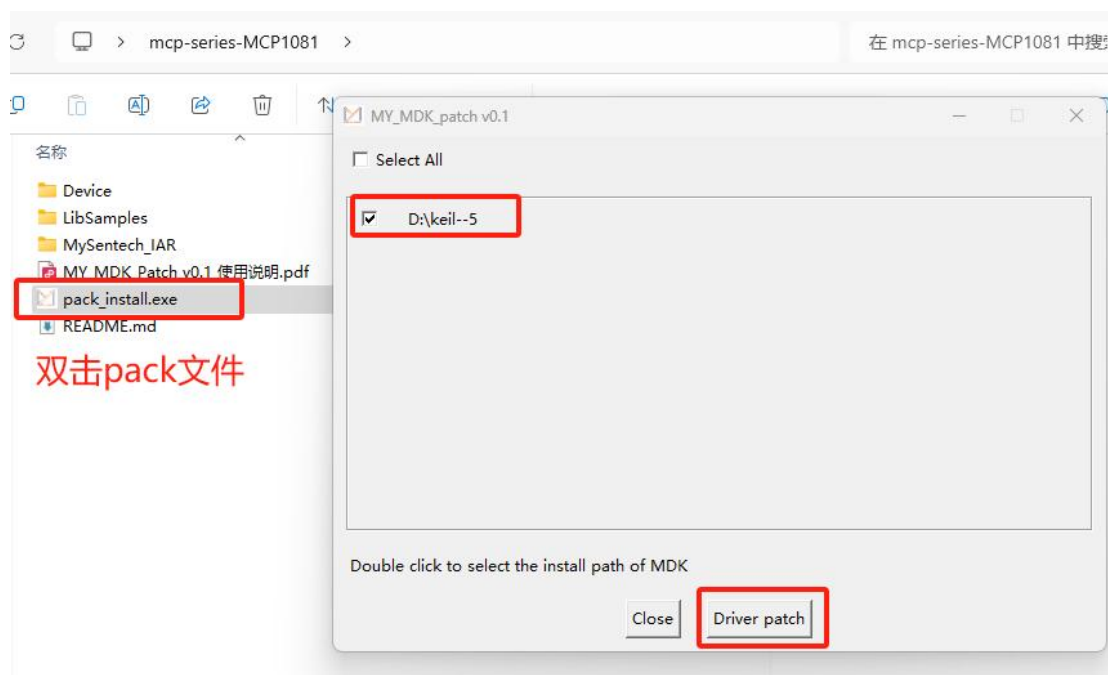 mcp-series-MCP1081
在 mcp-series-MCP1081 中搜
MY_MDK_patch v0.1
名称
Select All
Device
LibSamples
D:\keil--5
MySentech_IAR
MY_MDK_Patch v0.1 使用说明.pdf
pack_install.exe
README.md
双击pack文件
Double click to select the install path of MDK
Close
Driver patch